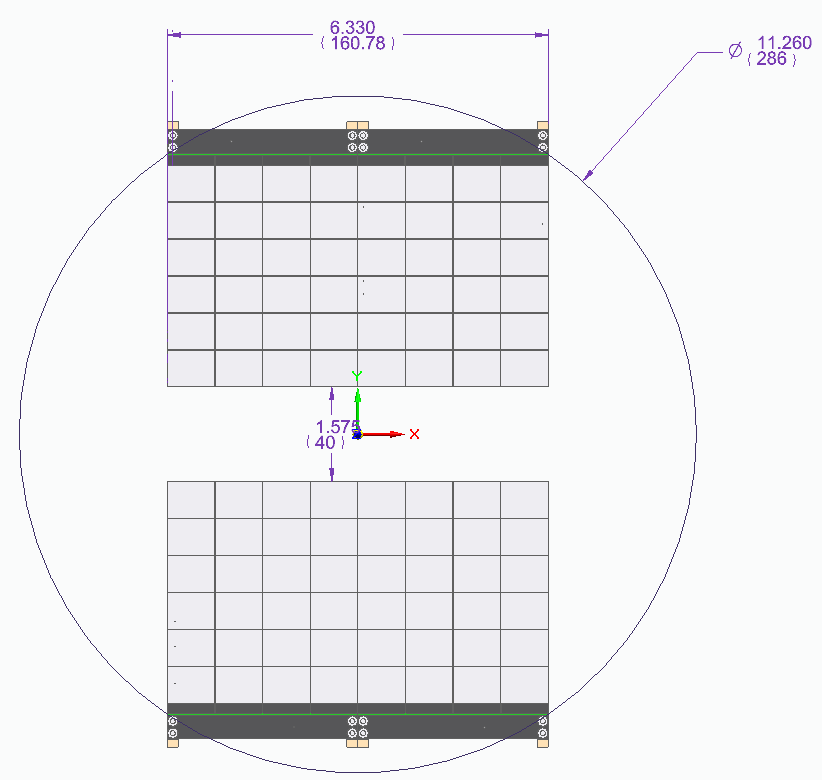 6.330
( 160.78 )
Ø 11.260
( 286 )
Y
1.575
( 40 )
X